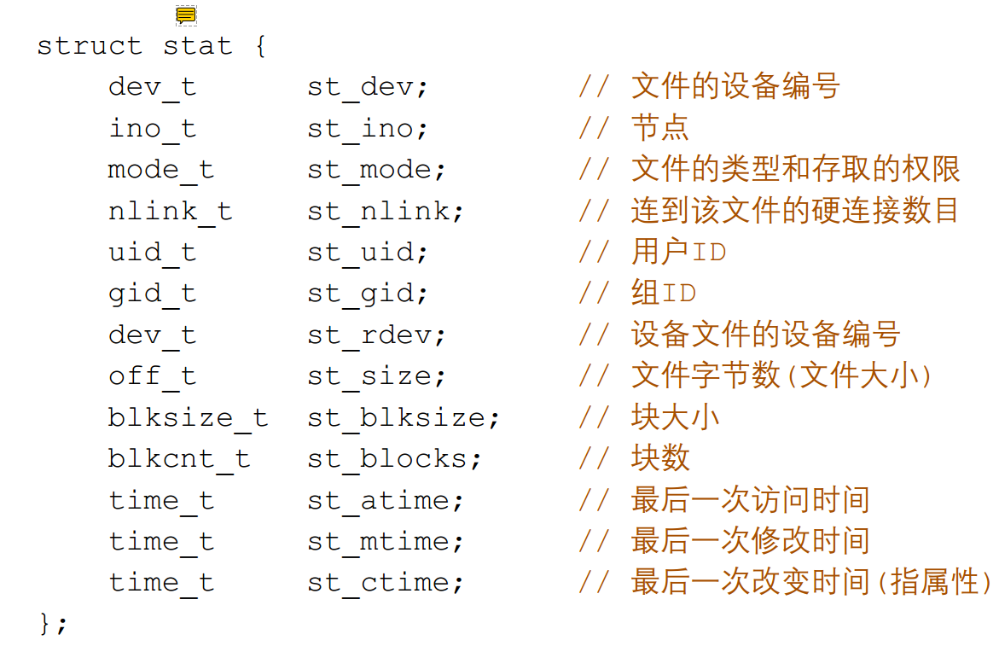 struct stat {
dev_t st_dev; // 文件的设备编号
ino_t st_ino; // 节点
mode_t st_mode; // 文件的类型和存取的权限
nlink_t st_nlink; // 连到该文件的硬连接数目
uid_t st_uid; // 用户ID
gid_t st_gid; // 组ID
dev_t st_rdev; // 设备文件的设备编号
off_t st_size; // 文件字节数(文件大小)
blksize_t st_blksize; // 块大小
blkcnt_t st_blocks; // 块数
time_t st_atime; // 最后一次访问时间
time_t st_mtime; // 最后一次修改时间
time_t st_ctime; // 最后一次改变时间(指属性)
};